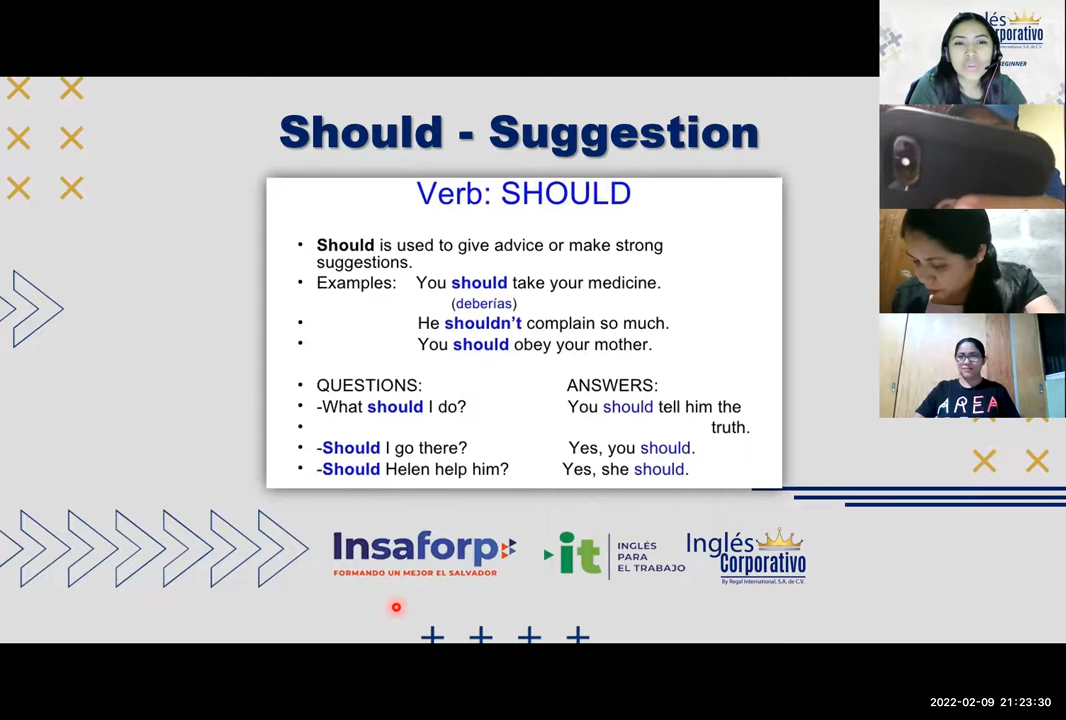 Should - Suggestion
Verb: SHOULD
• Should is used to give advice or make strong
suggestions.
• Examples: You should take your medicine.
(deberías)
• He shouldn't complain so much.
• You should obey your mother.
• QUESTIONS: ANSWERS:
• -What should I do? You should tell him the
• truth.
• -Should I go there? Yes, you should.
• -Should Helen help him? Yes, she should.
Insaforp
FORMANDO UN MEJOR EL SALVADOR
it
INGLÉS
PARA
EL TRABAJO
Inglés
Corporativo
By Regal International, S.A. de C.V.
lés
rporativo
EGINNER
AREA
2022-02-09 21:23:30